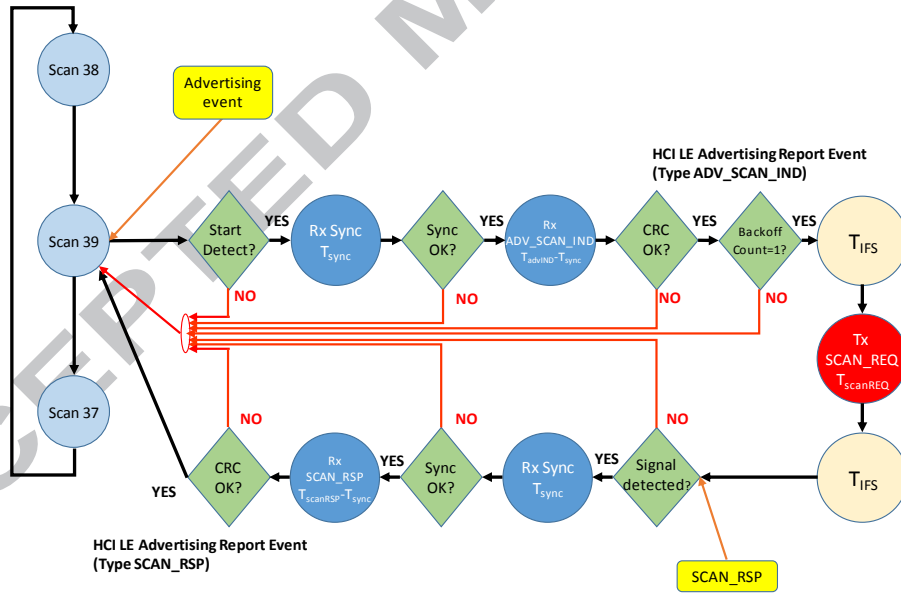 CEPTED M
Scan 38
Advertising
event
HCI LE Advertising Report Event
(Type ADV_SCAN_IND)
Scan 39
Start
Detect?
YES
Rx Sync
Tsync
Sync
OK?
YES
Rx
ADV_SCAN_IND
TadvIND-Tsync
CRC
OK?
YES
Backoff
Count=1?
YES
TIFS
NO
NO
NO
NO
Tx
SCAN_REQ
TscanREQ
Scan 37
NO
NO
NO
CRC
OK?
YES
Rx
SCAN_RSP
TscanRSP-Tsync
YES
Sync
OK?
Rx Sync
Tsync
YES
Signal
detected?
TIFS
HCI LE Advertising Report Event
(Type SCAN_RSP)
SCAN_RSP